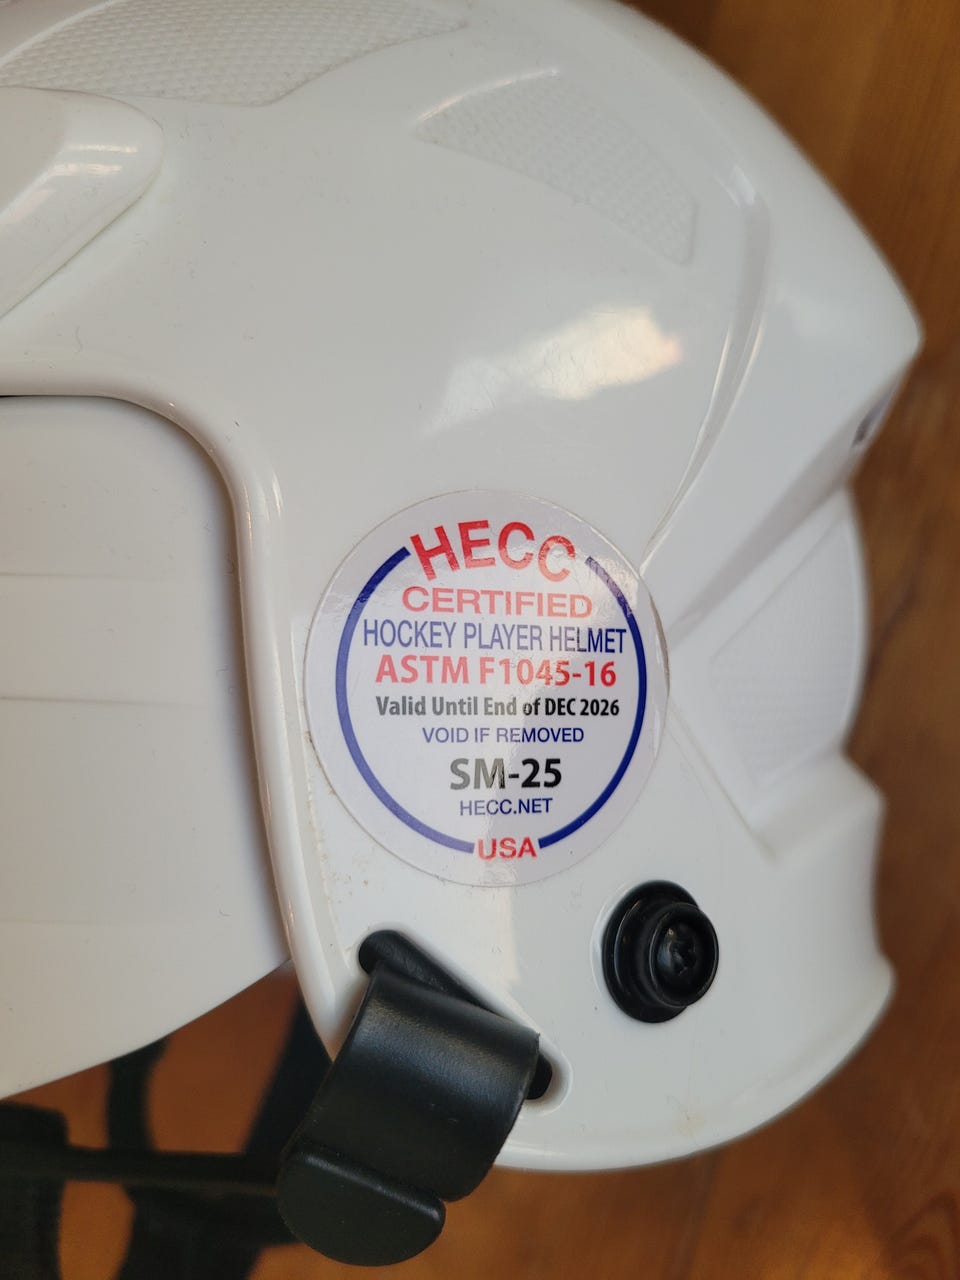 HECC
CERTIFIED
HOCKEY PLAYER HELMET
ASTM F1045-16
Valid Until End of DEC 2026
VOID IF REMOVED
SM-25
HECC.NET
USA